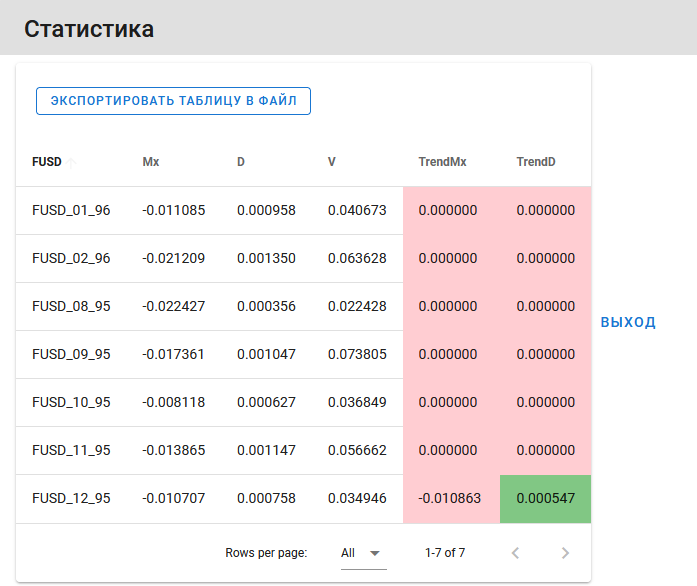 Статистика
ЭКСПОРТИРОВАТЬ ТАБЛИЦУ В ФАЙЛ
FUSD Mx D V TrendMx TrendD
FUSD_01_96 -0.011085 0.000958 0.040673 0.000000 0.000000
FUSD_02_96 -0.021209 0.001350 0.063628 0.000000 0.000000
FUSD_08_95 -0.022427 0.000356 0.022428 0.000000 0.000000
ВЫХОД
FUSD_09_95 -0.017361 0.001047 0.073805 0.000000 0.000000
FUSD_10_95 -0.008118 0.000627 0.036849 0.000000 0.000000
FUSD_11_95 -0.013865 0.001147 0.056662 0.000000 0.000000
FUSD_12_95 -0.010707 0.000758 0.034946 -0.010863 0.000547
Rows per page: All 1-7 of 7